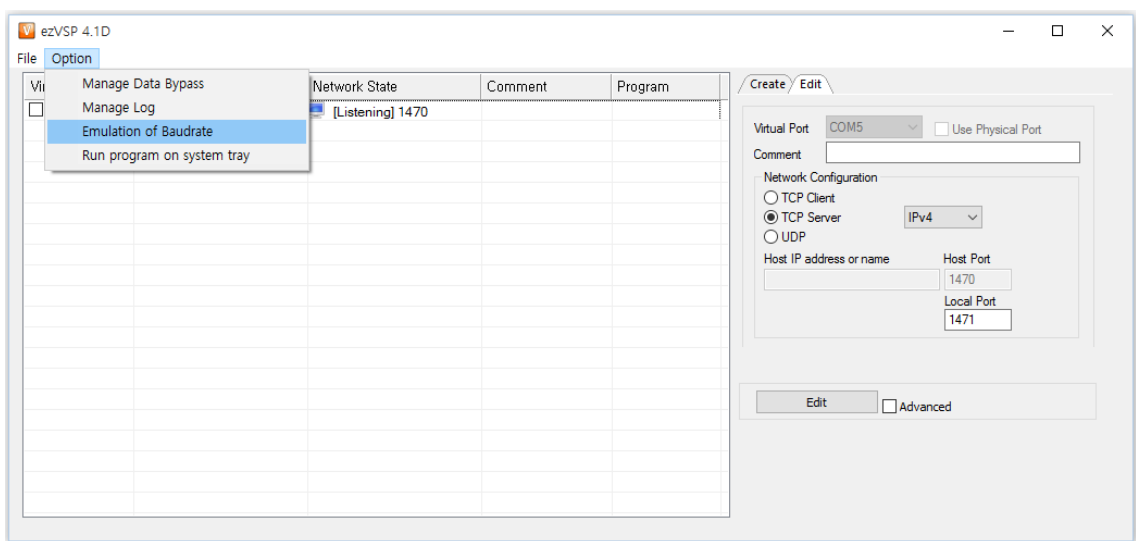 ezVSP 4.1D
File Option
Manage Data Bypass
Manage Log
Emulation of Baudrate
Run program on system tray
Network State Comment Program
[Listening] 1470
Create Edit
Virtual Port COM5 Use Physical Port
Comment
Network Configuration
TCP Client
TCP Server IPv4
UDP
Host IP address or name Host Port
1470
Local Port
1471
Edit Advanced